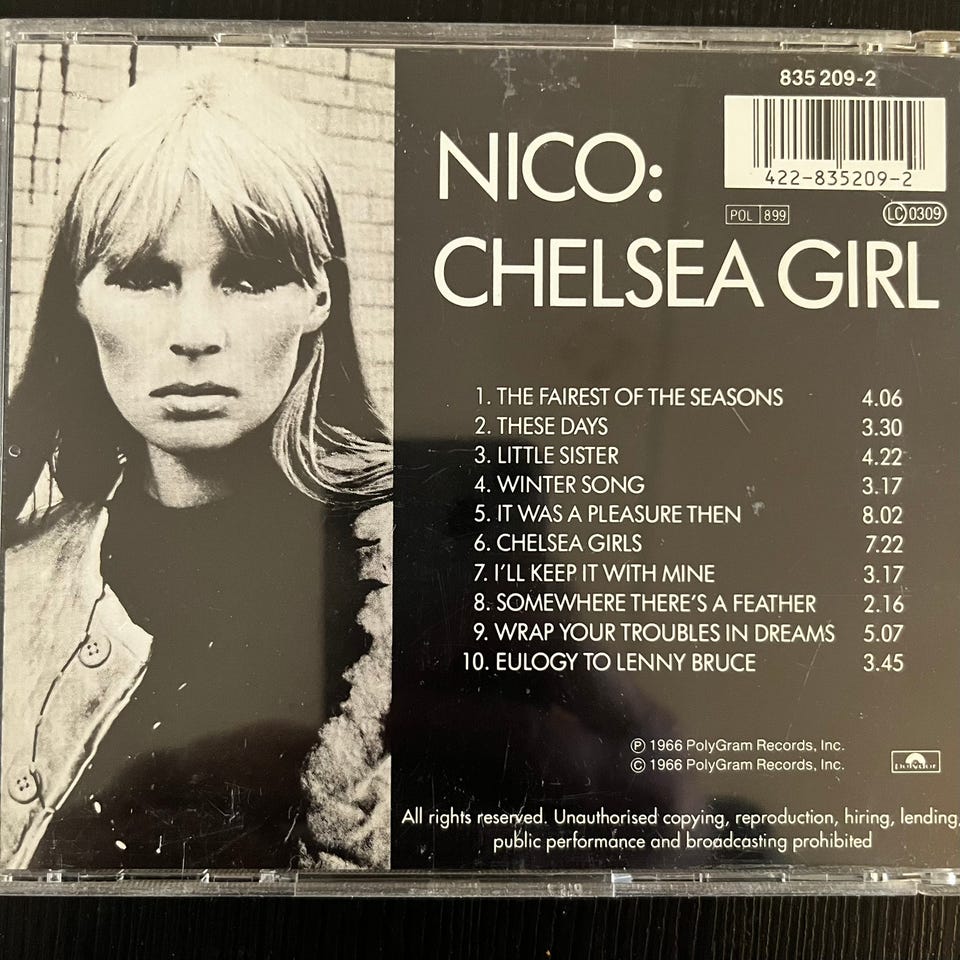 835 209-2
422-835209-2
POL 899
LC 0309
NICO:
CHELSEA GIRL
1. THE FAIREST OF THE SEASONS 4.06
2. THESE DAYS 3.30
3. LITTLE SISTER 4.22
4. WINTER SONG 3.17
5. IT WAS A PLEASURE THEN 8.02
6. CHELSEA GIRLS 7.22
7. I'LL KEEP IT WITH MINE 3.17
8. SOMEWHERE THERE'S A FEATHER 2.16
9. WRAP YOUR TROUBLES IN DREAMS 5.07
10. EULOGY TO LENNY BRUCE 3.45
℗ 1966 PolyGram Records, Inc.
© 1966 PolyGram Records, Inc.
polydor
All rights reserved. Unauthorised copying, reproduction, hiring, lending,
public performance and broadcasting prohibited